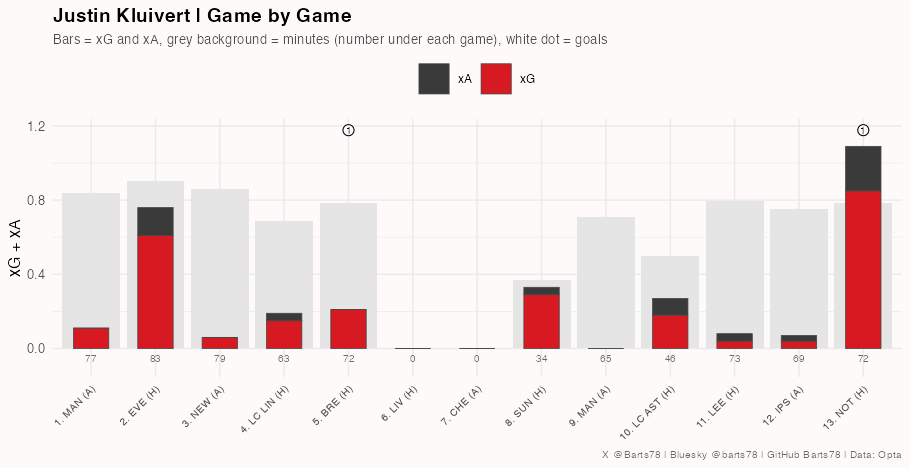 Justin Kluivert | Game by Game
Bars = xG and xA, grey background = minutes (number under each game), white dot = goals
xA xG
xG + xA
1.2
0.8
0.4
0.0
1 1
77 83 79 63 72 0 0 34 65 46 73 69 72
1. MAN (A)
2. EVE (H)
3. NEW (A)
4. LC LIN (H)
5. BRE (H)
6. LIV (H)
7. CHE (A)
8. SUN (H)
9. MAN (A)
10. LC AST (H)
11. LEE (H)
12. IPS (A)
13. NOT (H)
X @Barts78 | Bluesky @barts78 | GitHub Barts78 | Data: Opta